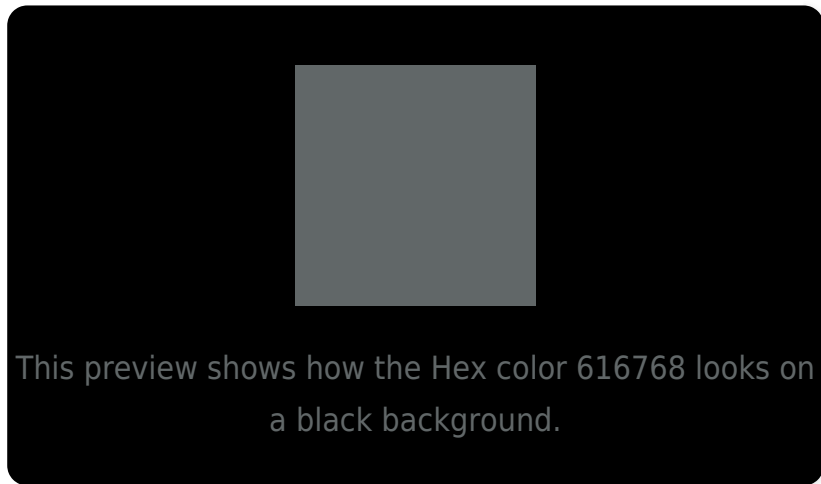 This preview shows how the Hex color 616768 looks on
a black background.